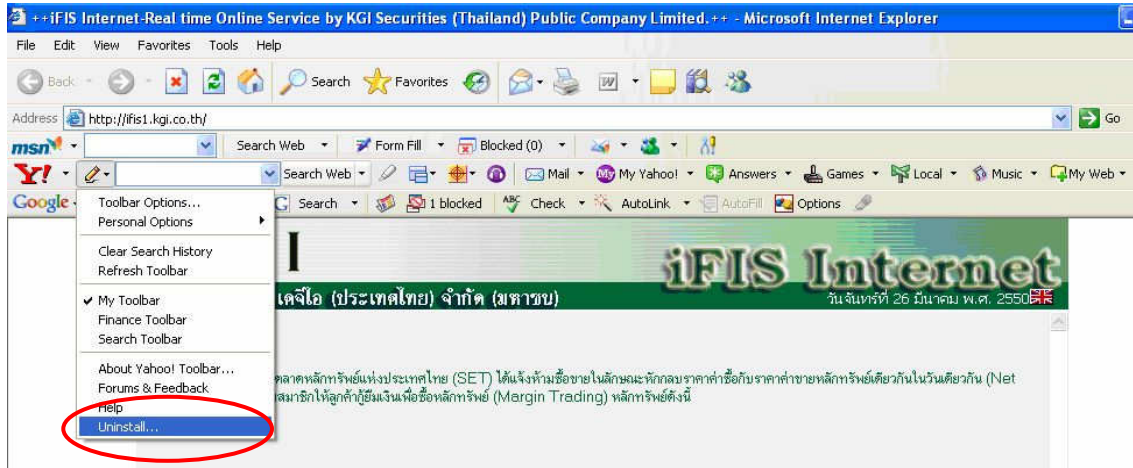 ++iFIS Internet-Real time Online Service by KGI Securities (Thailand) Public Company Limited.++ - Microsoft Internet Explorer
File Edit View Favorites Tools Help
Back Search Favorites
Address http://ifis1.kgi.co.th/ Go
msn Search Web Form Fill Blocked (0)
Y! Search Web Mail My Yahoo! Answers Games Local Music My Web
Google G Search 1 blocked Check AutoLink AutoFill Options
Toolbar Options...
Personal Options
Clear Search History
Refresh Toolbar
My Toolbar
Finance Toolbar
Search Toolbar
About Yahoo! Toolbar...
Forums & Feedback
Help
Uninstall...
I
iFIS Internet
เคจีไอ (ประเทศไทย) จำกัด (มหาชน) วันจันทร์ที่ 26 มีนาคม พ.ศ. 2550
ตลาดหลักทรัพย์แห่งประเทศไทย (SET) ได้แจ้งห้ามซื้อขายในลักษณะหักกลบราคาค่าซื้อกับราคาค่าขายหลักทรัพย์เดียวกันในวันเดียวกัน (Net
สมาชิกให้ลูกค้ากู้ยืมเงินเพื่อซื้อหลักทรัพย์ (Margin Trading) หลักทรัพย์ดังนี้